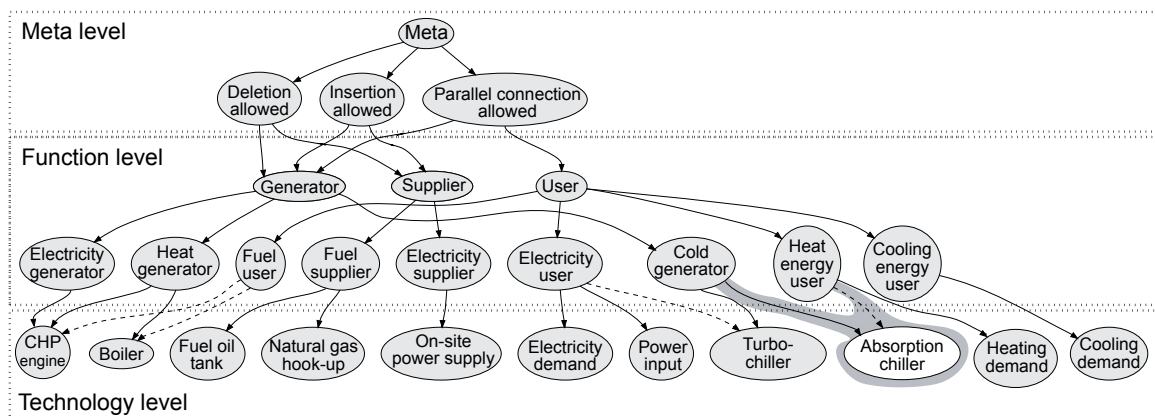 Meta level
Meta
Deletion
allowed
Insertion
allowed
Parallel connection
allowed
Function level
Generator
Supplier
User
Electricity
generator
Heat
generator
Fuel
user
Fuel
supplier
Electricity
supplier
Electricity
user
Cold
generator
Heat
energy
user
Cooling
energy
user
CHP
engine
Boiler
Fuel oil
tank
Natural gas
hook-up
On-site
power supply
Electricity
demand
Power
input
Turbo-
chiller
Absorption
chiller
Heating
demand
Cooling
demand
Technology level